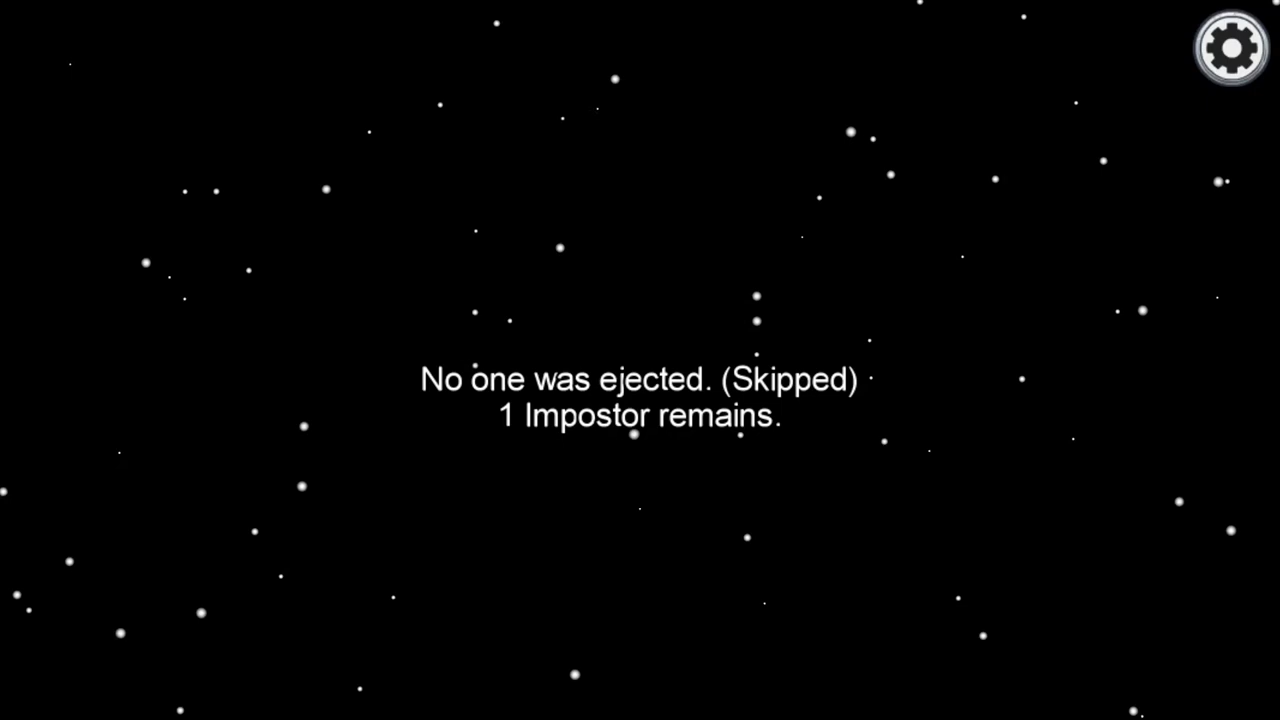 No one was ejected. (Skipped)
1 Impostor remains.